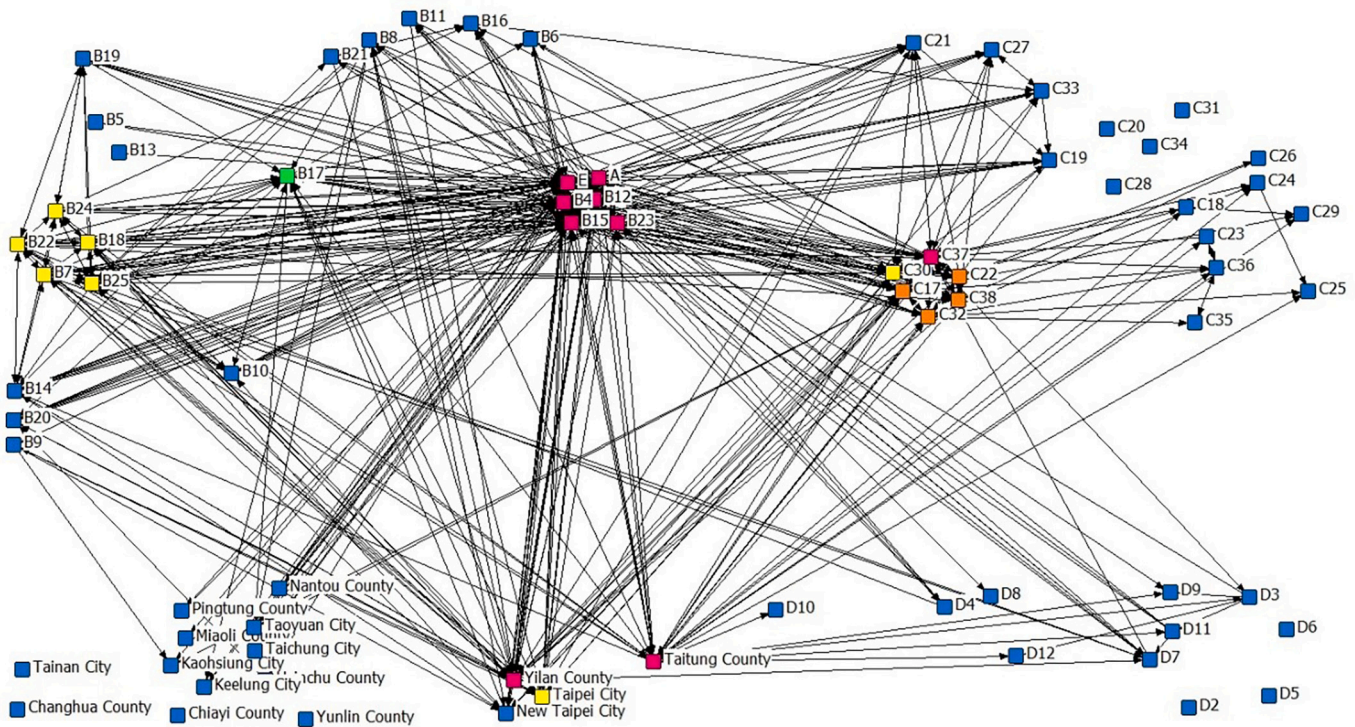 B11
B16
B8
B6
B21
B19
C21
C27
C33
B5
C31
C20
C34
B13
C19
C26
B17
E
A
C24
C28
B4
B12
C18
B24
C29
B15
B23
C23
B22
B18
C37
C36
B7
C30
C22
B25
C17
C38
C25
C32
C35
B10
B14
B20
B9
Nantou County
D9
D3
D8
D4
Pingtung County
D10
Taoyuan City
D6
D11
Miaoli County
Taichung City
D12
D7
Taitung County
Kaohsiung City
Tainan City
Yilan County
nchu County
Keelung City
Taipei City
D5
D2
Changhua County
New Taipei City
Chiayi County
Yunlin County